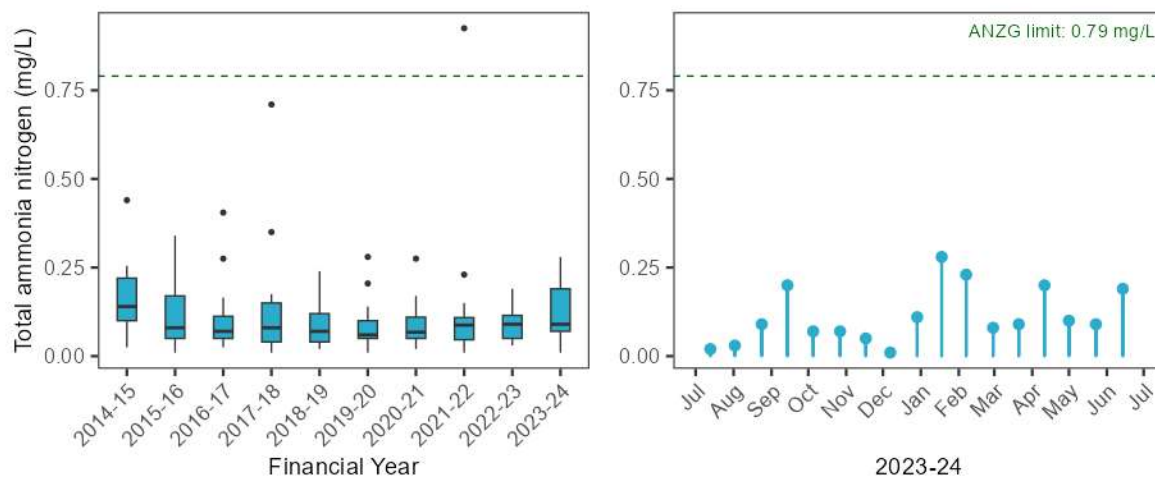 Total ammonia nitrogen (mg/L)
0.75
0.50
0.25
0.00
2014-15
2015-16
2016-17
2017-18
2018-19
2019-20
2020-21
2021-22
2022-23
2023-24
Financial Year
ANZG limit: 0.79 mg/L
0.75
0.50
0.25
0.00
Jul
Aug
Sep
Oct
Nov
Dec
Jan
Feb
Mar
Apr
May
Jun
Jul
2023-24